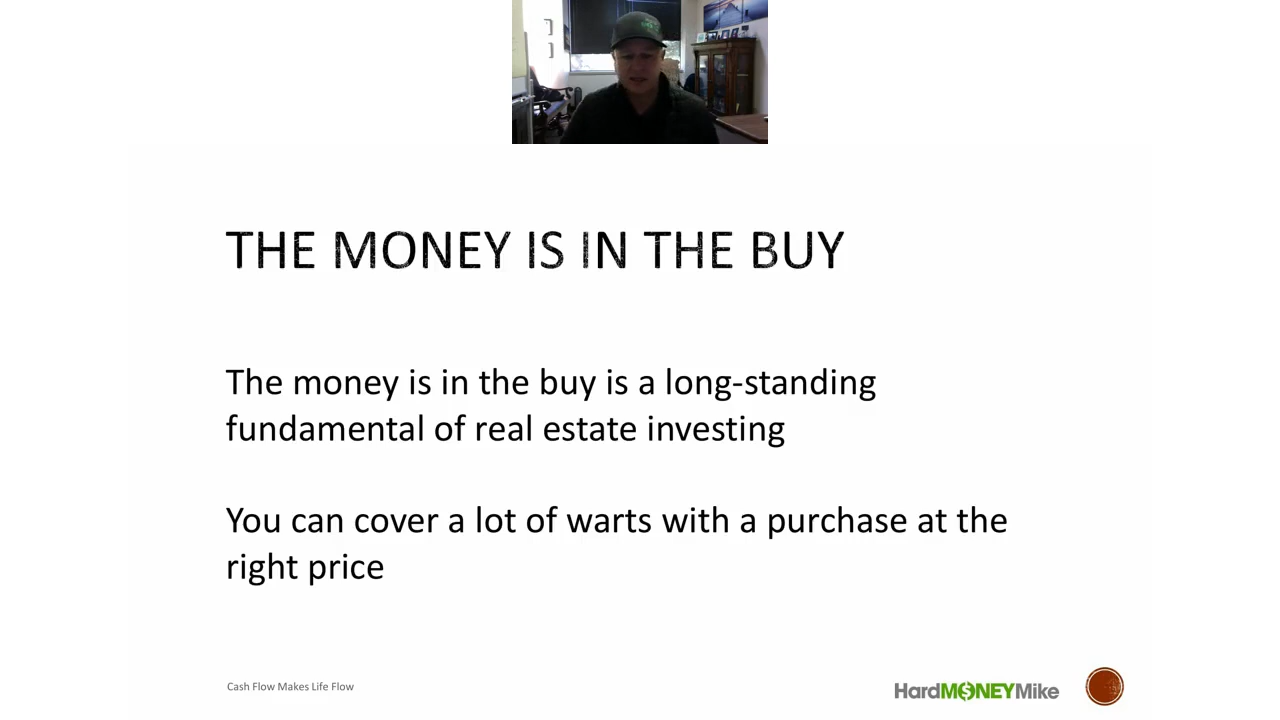 THE MONEY IS IN THE BUY
The money is in the buy is a long-standing
fundamental of real estate investing
You can cover a lot of warts with a purchase at the
right price
Cash Flow Makes Life Flow
HardMONEYMike